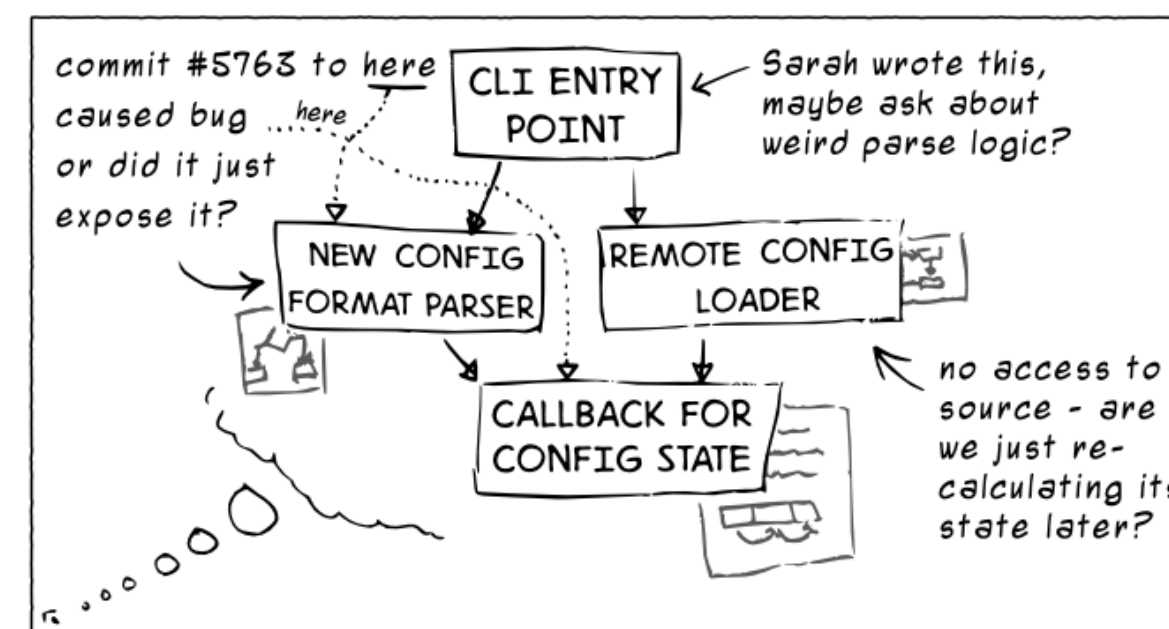 commit #5763 to here
caused bug
here
or did it just
expose it?
CLI ENTRY
POINT
Sarah wrote this,
maybe ask about
weird parse logic?
NEW CONFIG
FORMAT PARSER
REMOTE CONFIG
LOADER
CALLBACK FOR
CONFIG STATE
no access to
source - are
we just re-
calculating its
state later?